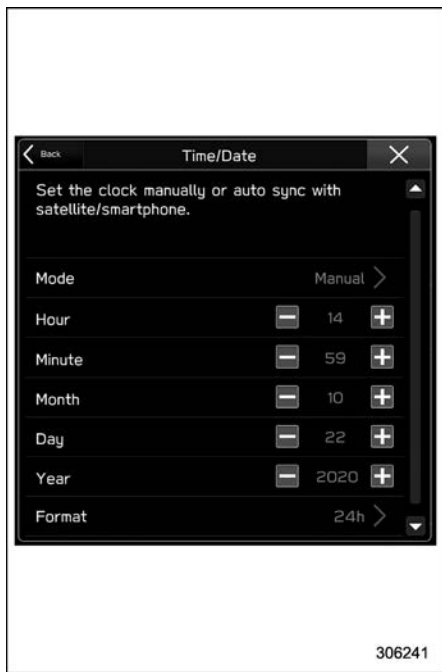 Back
Time/Date
Set the clock manually or auto sync with
satellite/smartphone.
Mode Manual
Hour 14
Minute 59
Month 10
Day 22
Year 2020
Format 24h
306241